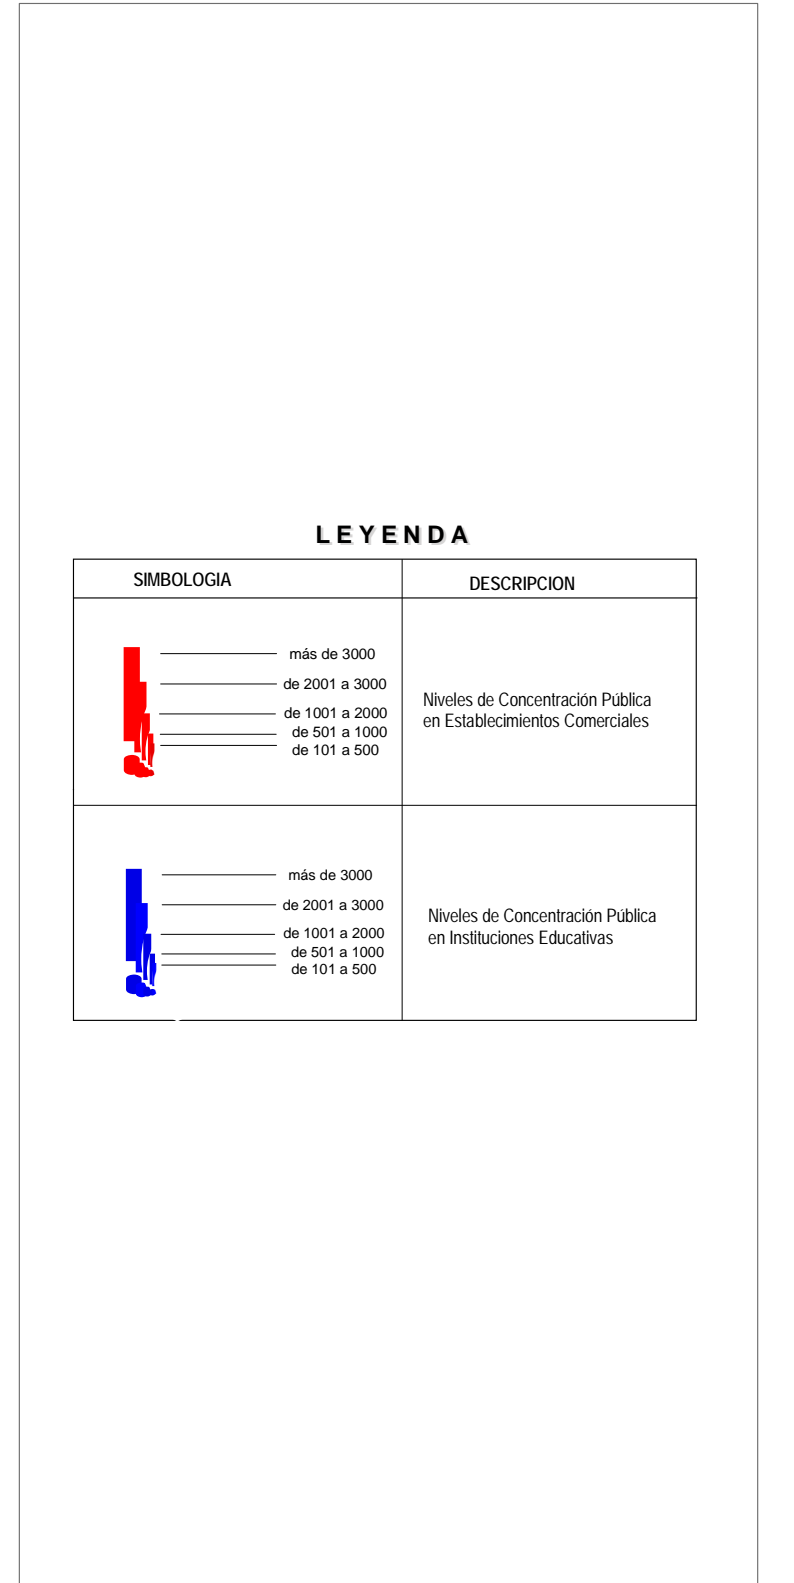 LEYENDA
SIMBOLOGIA
DESCRIPCION
más de 3000
de 2001 a 3000
de 1001 a 2000
de 501 a 1000
de 101 a 500
Niveles de Concentración Pública
en Establecimientos Comerciales
más de 3000
de 2001 a 3000
de 1001 a 2000
de 501 a 1000
de 101 a 500
Niveles de Concentración Pública
en Instituciones Educativas